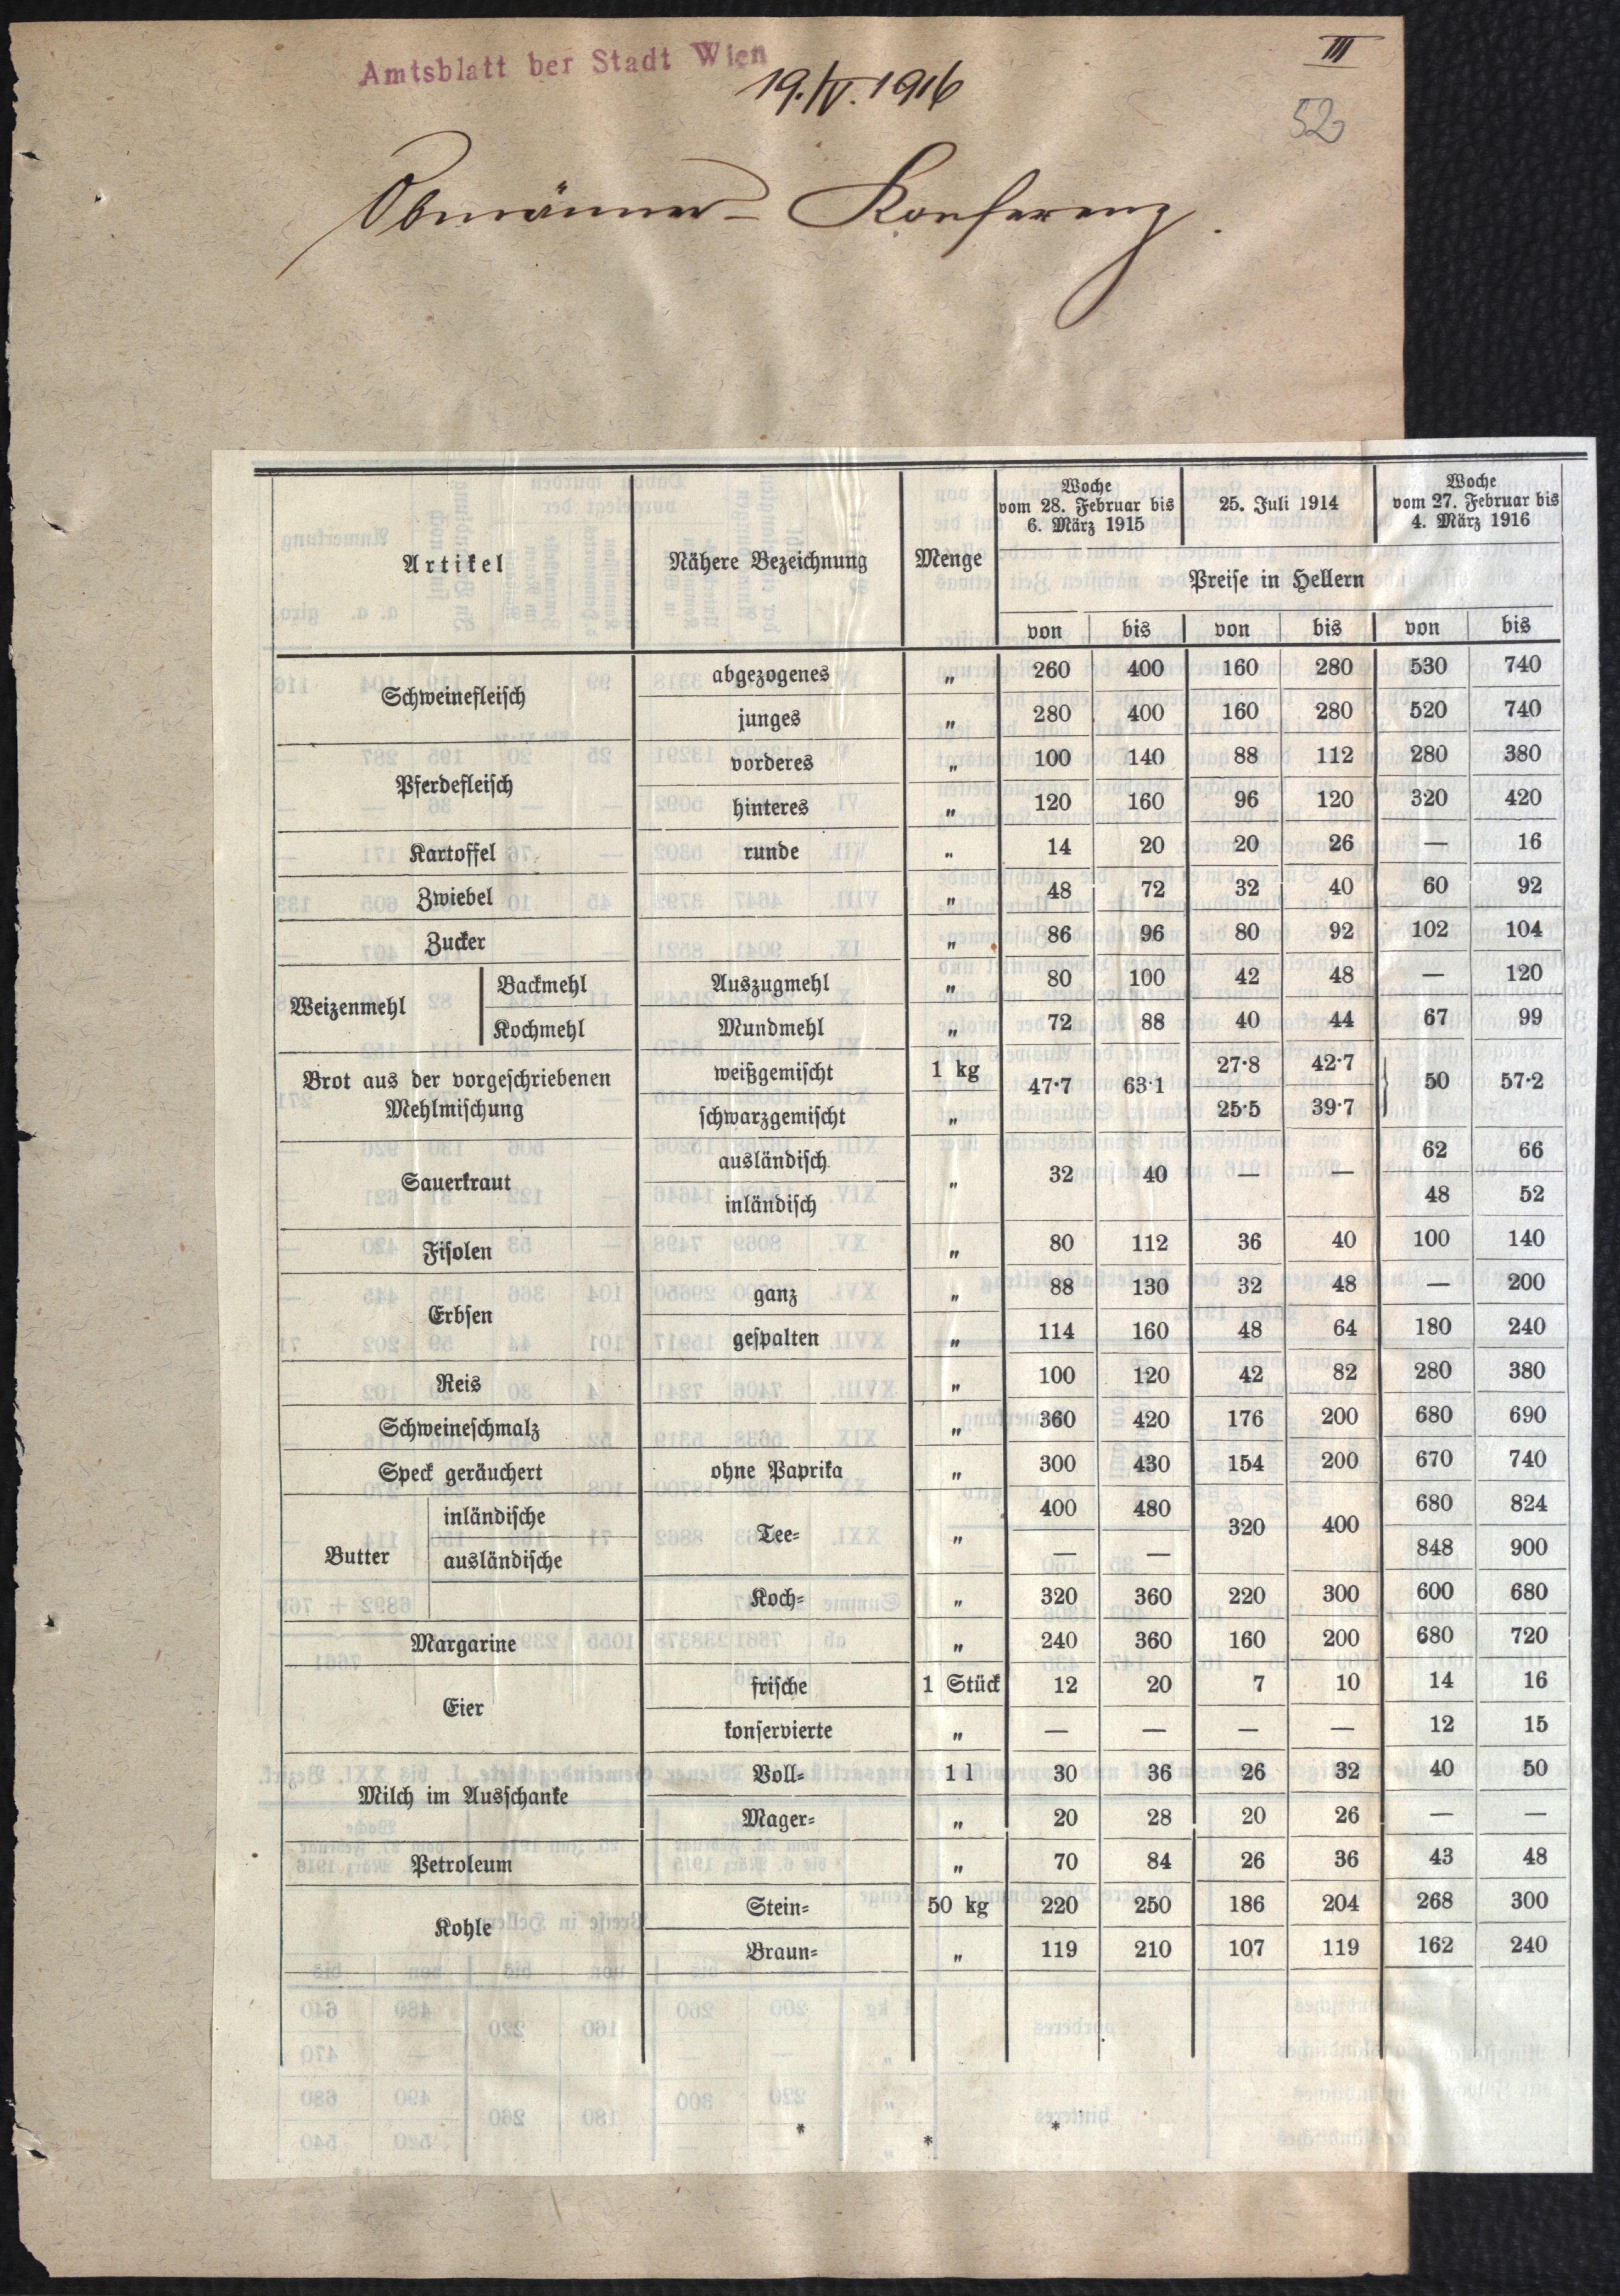 Amtsblatt der Stadt Wien
19./IV. 1916
III
52
Obmänner-Konferenz.
Artikel | Nähere Bezeichnung | Menge | Woche vom 28. Februar bis 6. März 1915 | 25. Juli 1914 | Woche vom 27. Februar bis 4. März 1916
Preise in Hellern
von | bis | von | bis | von | bis
Schweinefleisch | abgezogenes | „ | 260 | 400 | 160 | 280 | 530 | 740
junges | „ | 280 | 400 | 160 | 280 | 520 | 740
Pferdefleisch | vorderes | „ | 100 | 140 | 88 | 112 | 280 | 380
hinteres | „ | 120 | 160 | 96 | 120 | 320 | 420
Kartoffel | runde | „ | 14 | 20 | 20 | 26 | — | 16
Zwiebel | „ | 48 | 72 | 32 | 40 | 60 | 92
Zucker | „ | 86 | 96 | 80 | 92 | 102 | 104
Weizenmehl | Backmehl | Auszugmehl | „ | 80 | 100 | 42 | 48 | — | 120
Kochmehl | Mundmehl | „ | 72 | 88 | 40 | 44 | 67 | 99
Brot aus der vorgeschriebenen Mehlmischung | weißgemischt | 1 kg | 47·7 | 63·1 | 27·8 | 42·7 | 50 | 57·2
schwarzgemischt | „ | 25·5 | 39·7
Sauerkraut | ausländisch | „ | 32 | 40 | — | — | 62 | 66
inländisch | 48 | 52
Fisolen | „ | 80 | 112 | 36 | 40 | 100 | 140
Erbsen | ganz | „ | 88 | 130 | 32 | 48 | — | 200
gespalten | „ | 114 | 160 | 48 | 64 | 180 | 240
Reis | „ | 100 | 120 | 42 | 82 | 280 | 380
Schweineschmalz | „ | 360 | 420 | 176 | 200 | 680 | 690
Speck geräuchert | ohne Paprika | „ | 300 | 430 | 154 | 200 | 670 | 740
Butter | inländische | Tee- | „ | 400 | 480 | 320 | 400 | 680 | 824
ausländische | — | — | 848 | 900
Koch- | „ | 320 | 360 | 220 | 300 | 600 | 680
Margarine | „ | 240 | 360 | 160 | 200 | 680 | 720
Eier | frische | 1 Stück | 12 | 20 | 7 | 10 | 14 | 16
konservierte | „ | — | — | — | — | 12 | 15
Milch im Ausschanke | Voll- | 1 l | 30 | 36 | 26 | 32 | 40 | 50
Mager- | „ | 20 | 28 | 20 | 26 | — | —
Petroleum | „ | 70 | 84 | 26 | 36 | 43 | 48
Kohle | Stein- | 50 kg | 220 | 250 | 186 | 204 | 268 | 300
Braun- | „ | 119 | 210 | 107 | 119 | 162 | 240
* * *